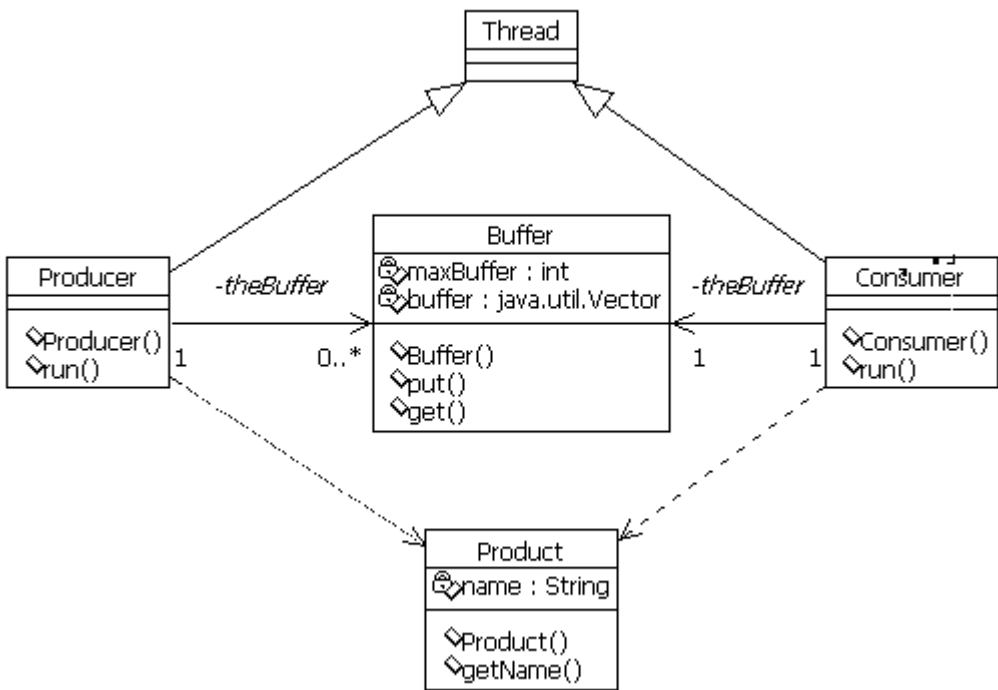 Thread
Buffer
maxBuffer : int
buffer : java.util.Vector
Buffer()
put()
get()
Producer
Producer()
run()
-theBuffer
1
0..*
Consumer
Consumer()
run()
-theBuffer
1
1
Product
name : String
Product()
getName()